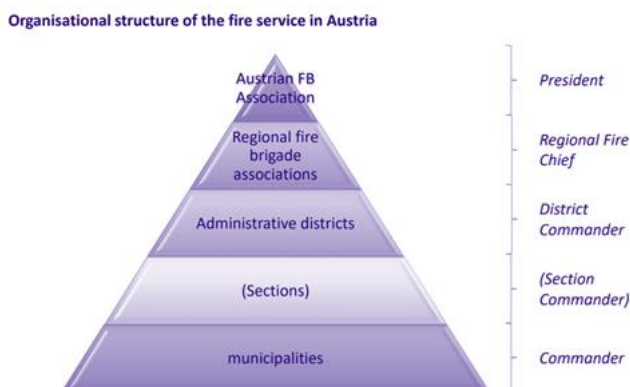 Organisational structure of the fire service in Austria
Austrian FB
Association
President
Regional fire
brigade
associations
Regional Fire
Chief
Administrative districts
District
Commander
(Sections)
(Section
Commander)
municipalities
Commander